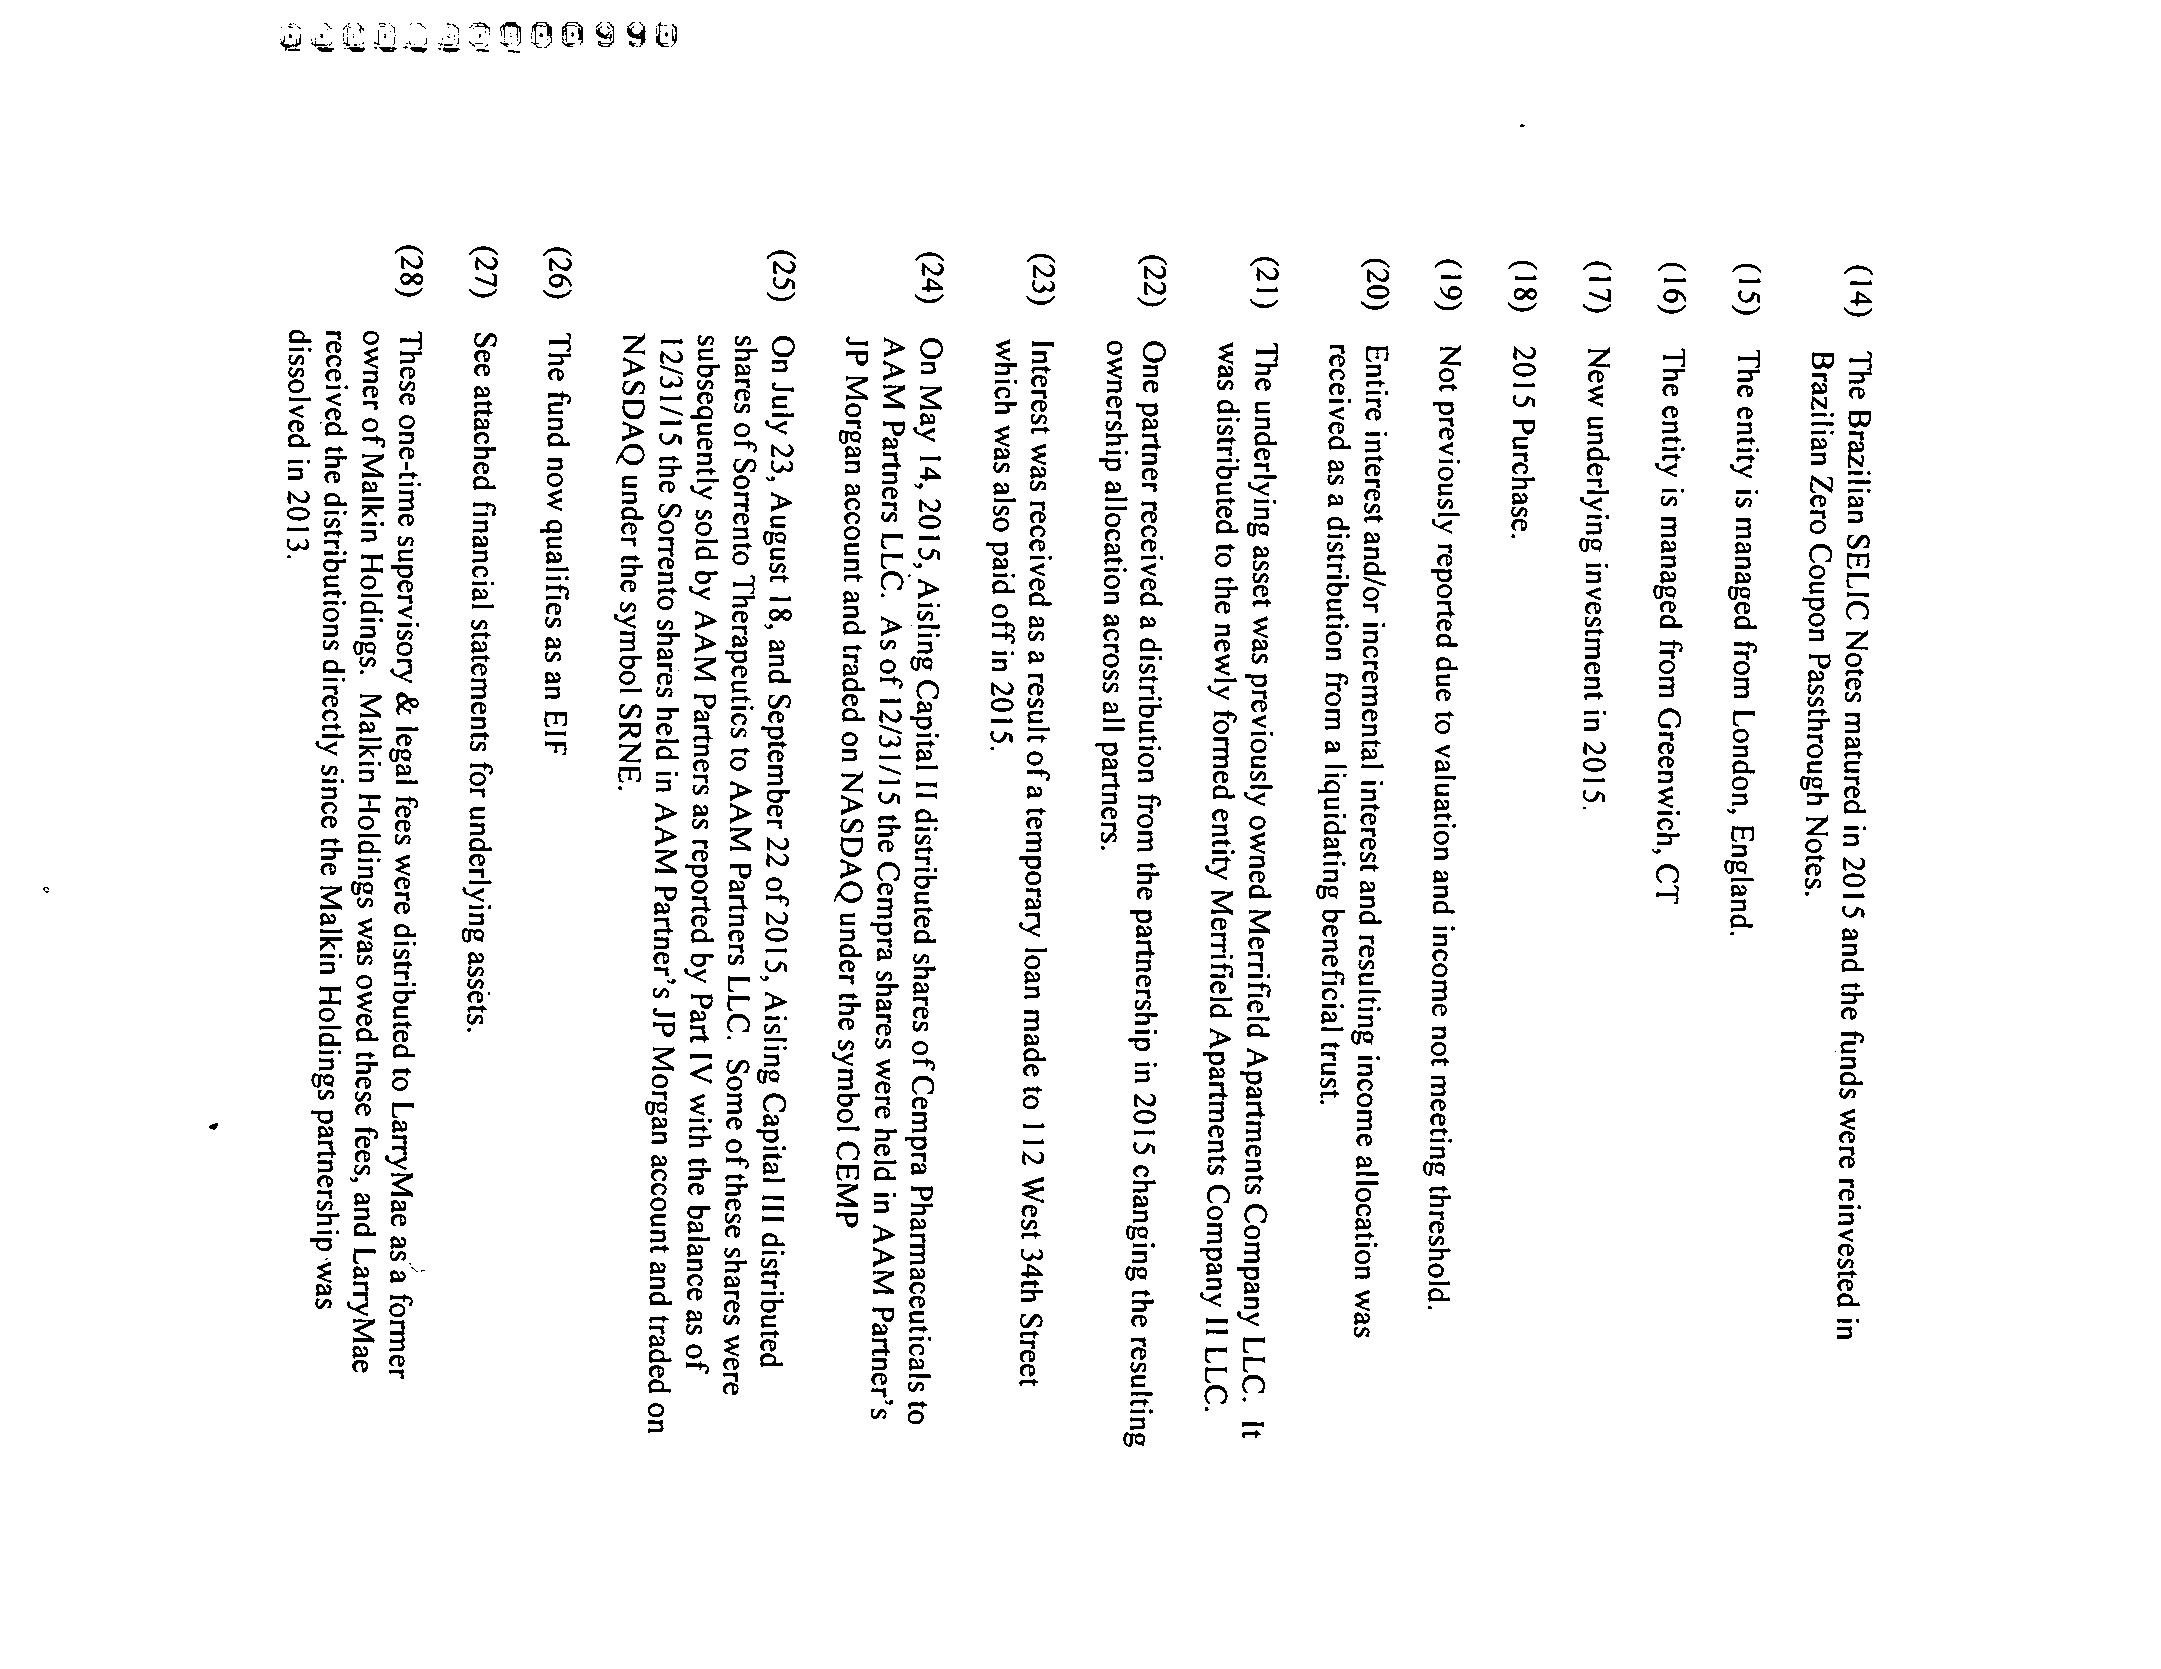 (14) The Brazilian SELIC Notes matured in 2015 and the funds were reinvested in
Brazilian Zero Coupon Passthrough Notes.
(15) The entity is managed from London, England.
(16) The entity is managed from Greenwich, CT
(17) New underlying investment in 2015.
(18) 2015 Purchase.
(19) Not previously reported due to valuation and income not meeting threshold.
(20) Entire interest and/or incremental interest and resulting income allocation was
received as a distribution from a liquidating beneficial trust.
(21) The underlying asset was previously owned Merrifield Apartments Company LLC. It
was distributed to the newly formed entity Merrifield Apartments Company II LLC.
(22) One partner received a distribution from the partnership in 2015 changing the resulting
ownership allocation across all partners.
(23) Interest was received as a result of a temporary loan made to 112 West 34th Street
which was also paid off in 2015.
(24) On May 14, 2015, Aisling Capital II distributed shares of Cempra Pharmaceuticals to
AAM Partners LLC. As of 12/31/15 the Cempra shares were held in AAM Partner's
JP Morgan account and traded on NASDAQ under the symbol CEMP
(25) On July 23, August 18, and September 22 of 2015, Aisling Capital III distributed
shares of Sorrento Therapeutics to AAM Partners LLC. Some of these shares were
subsequently sold by AAM Partners as reported by Part IV with the balance as of
12/31/15 the Sorrento shares held in AAM Partner's JP Morgan account and traded on
NASDAQ under the symbol SRNE.
(26) The fund now qualifies as an EIF
(27) See attached financial statements for underlying assets.
(28) These one-time supervisory & legal fees were distributed to LarryMae as a former
owner of Malkin Holdings. Malkin Holdings was owed these fees, and LarryMae
received the distributions directly since the Malkin Holdings partnership was
dissolved in 2013.